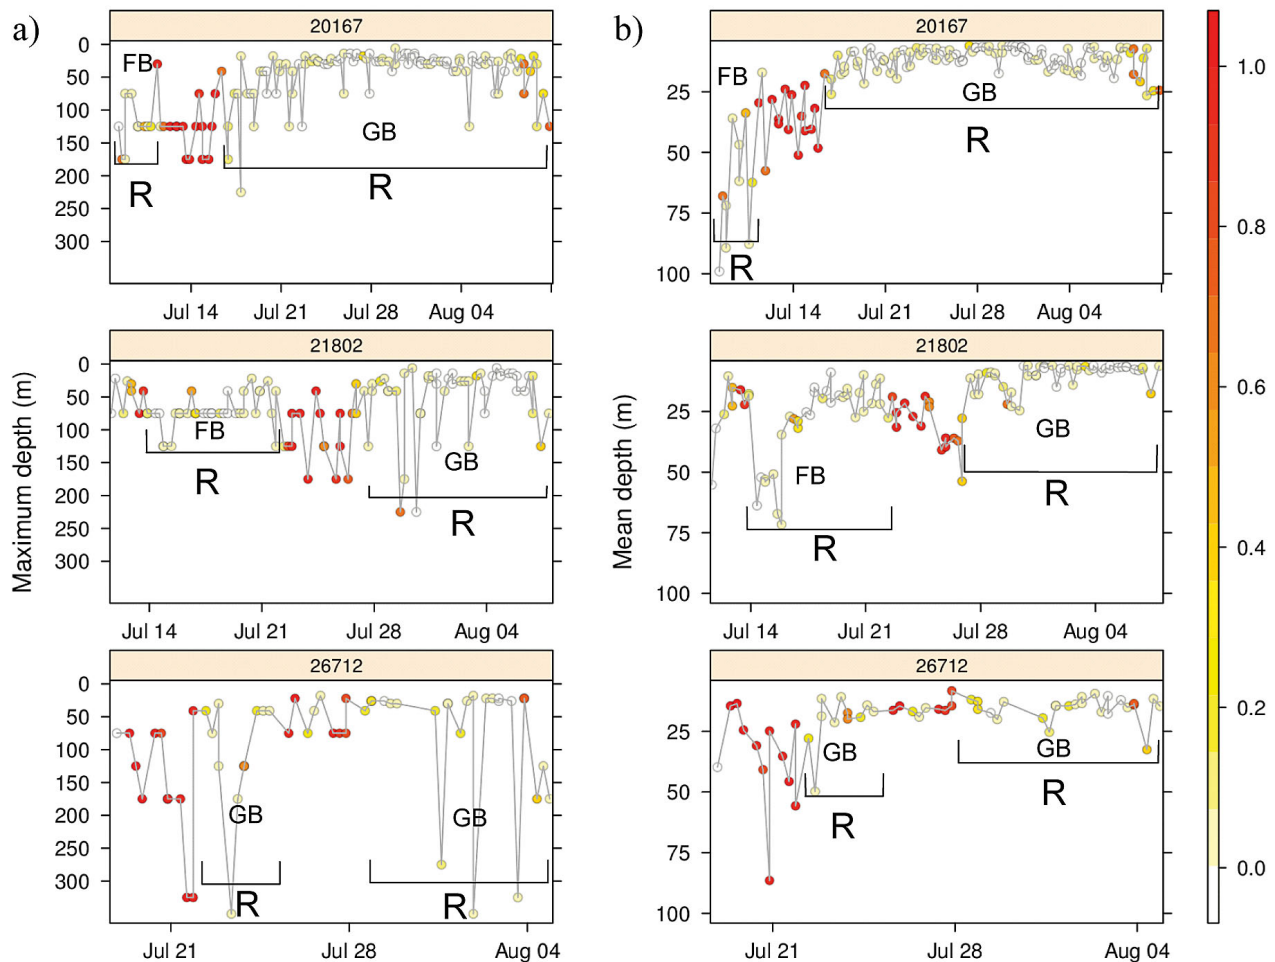 a)
Maximum depth (m)
20167
0
50
100
150
200
250
300
FB
R
GB
R
Jul 14
Jul 21
Jul 28
Aug 04
21802
0
50
100
150
200
250
300
FB
R
GB
R
Jul 14
Jul 21
Jul 28
Aug 04
26712
0
50
100
150
200
250
300
GB
R
GB
R
Jul 21
Jul 28
Aug 04
b)
Mean depth (m)
20167
25
50
75
100
FB
R
GB
R
Jul 14
Jul 21
Jul 28
Aug 04
21802
25
50
75
100
FB
R
GB
R
Jul 14
Jul 21
Jul 28
Aug 04
26712
25
50
75
100
GB
R
GB
R
Jul 21
Jul 28
Aug 04
1.0
0.8
0.6
0.4
0.2
0.0